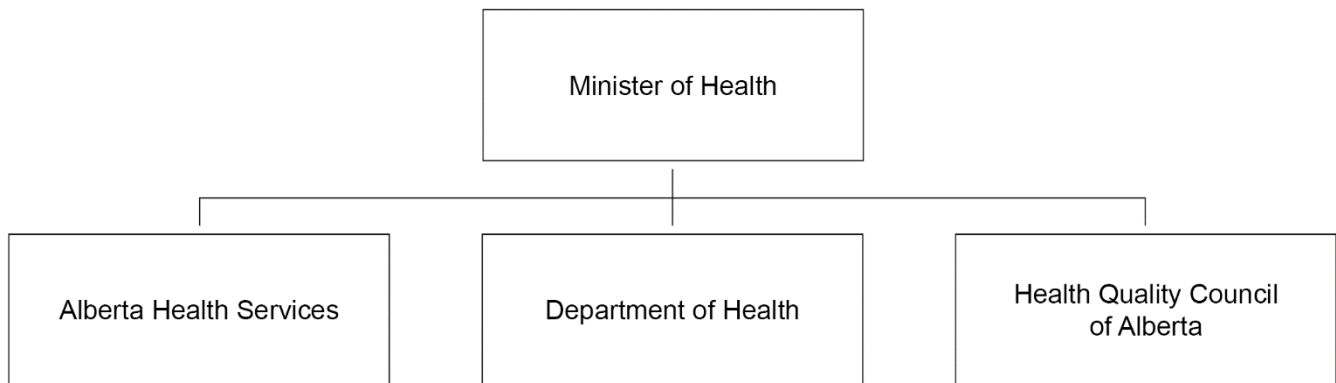 Minister of Health
Alberta Health Services
Department of Health
Health Quality Council
of Alberta